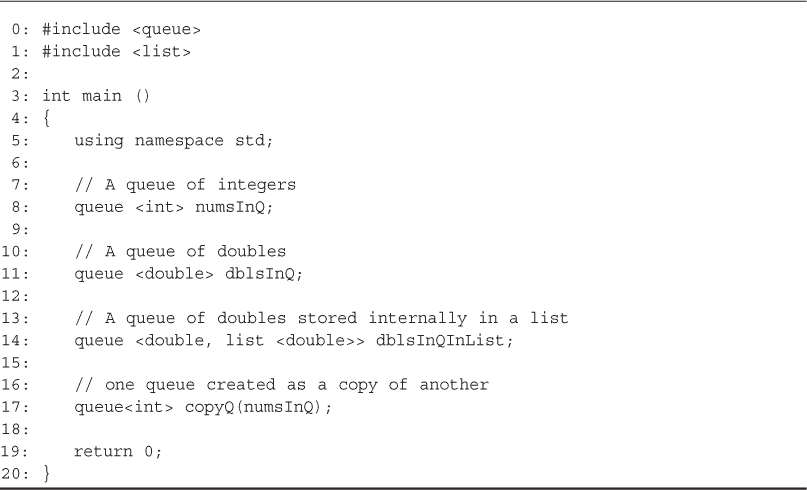 0: #include <queue>
1: #include <list>
2:
3: int main ()
4: {
5:    using namespace std;
6:
7:    // A queue of integers
8:    queue <int> numsInQ;
9:
10:    // A queue of doubles
11:    queue <double> dblsInQ;
12:
13:    // A queue of doubles stored internally in a list
14:    queue <double, list <double>> dblsInQInList;
15:
16:    // one queue created as a copy of another
17:    queue<int> copyQ(numsInQ);
18:
19:    return 0;
20: }